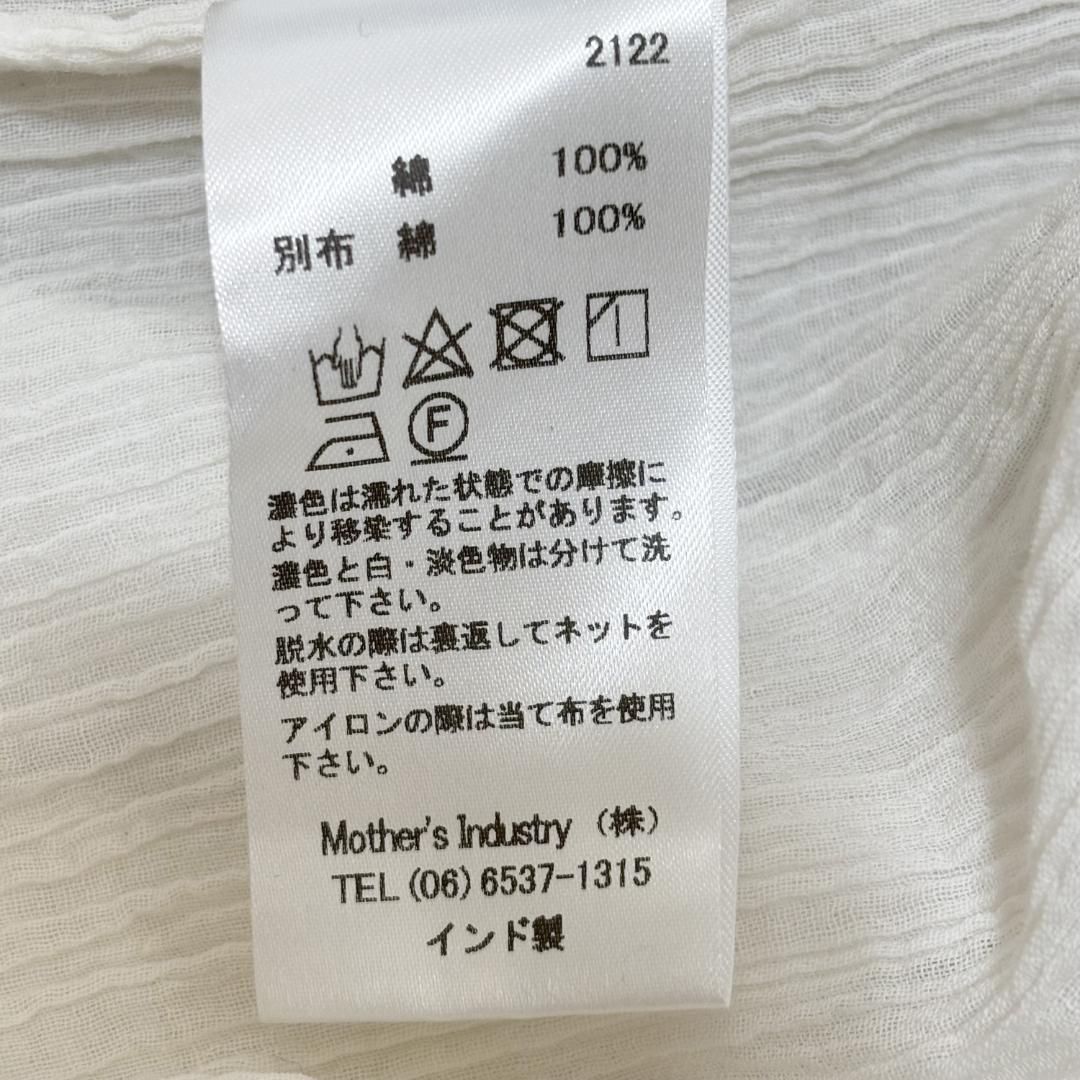 2122
綿 100%
別布 綿 100%
F
濃色は濡れた状態での摩擦に
より移染することがあります。
濃色と白・淡色物は分けて洗
って下さい。
脱水の際は裏返してネットを
使用下さい。
アイロンの際は当て布を使用
下さい。
Mother's Industry (株)
TEL (06) 6537-1315
インド製